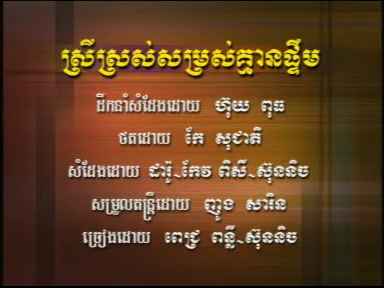 ស្រីស្រស់សម្រស់គ្មានផ្ទឹម
ដឹកនាំសំដែងដោយ ហ៊ុយ ពុធ
ថតដោយ កែ សុជាតិ
សំដែងដោយ ដារ៉ូ~កែវ ពិសី~ស៊ុននិច
សម្រួលតន្ត្រីដោយ ញូង សារិន
ច្រៀងដោយ ពេជ្រ ពន្លឺ~ស៊ុននិច